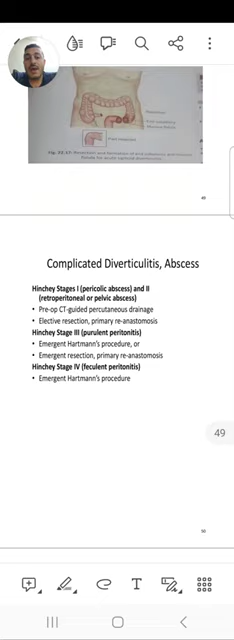 49
Complicated Diverticulitis, Abscess
Hinchey Stages I (pericolic abscess) and II
(retroperitoneal or pelvic abscess)
• Pre-op CT-guided percutaneous drainage
• Elective resection, primary re-anastomosis
Hinchey Stage III (purulent peritonitis)
• Emergent Hartmann's procedure, or
• Emergent resection, primary re-anastomosis
Hinchey Stage IV (feculent peritonitis)
• Emergent Hartmann's procedure
49
50
T